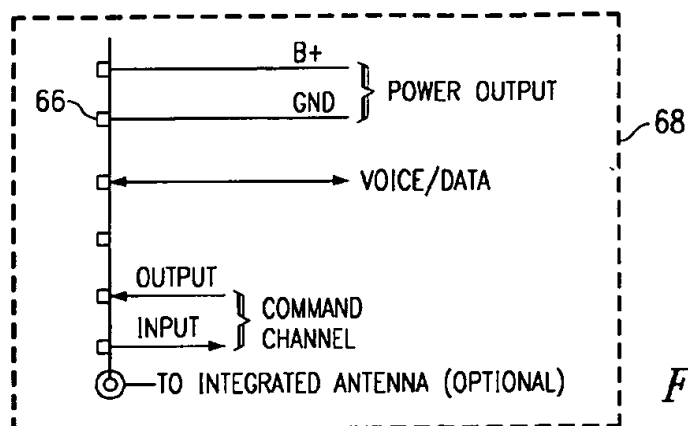 B+
POWER OUTPUT
66
GND
68
VOICE/DATA
OUTPUT
COMMAND
CHANNEL
INPUT
TO INTEGRATED ANTENNA (OPTIONAL)
F